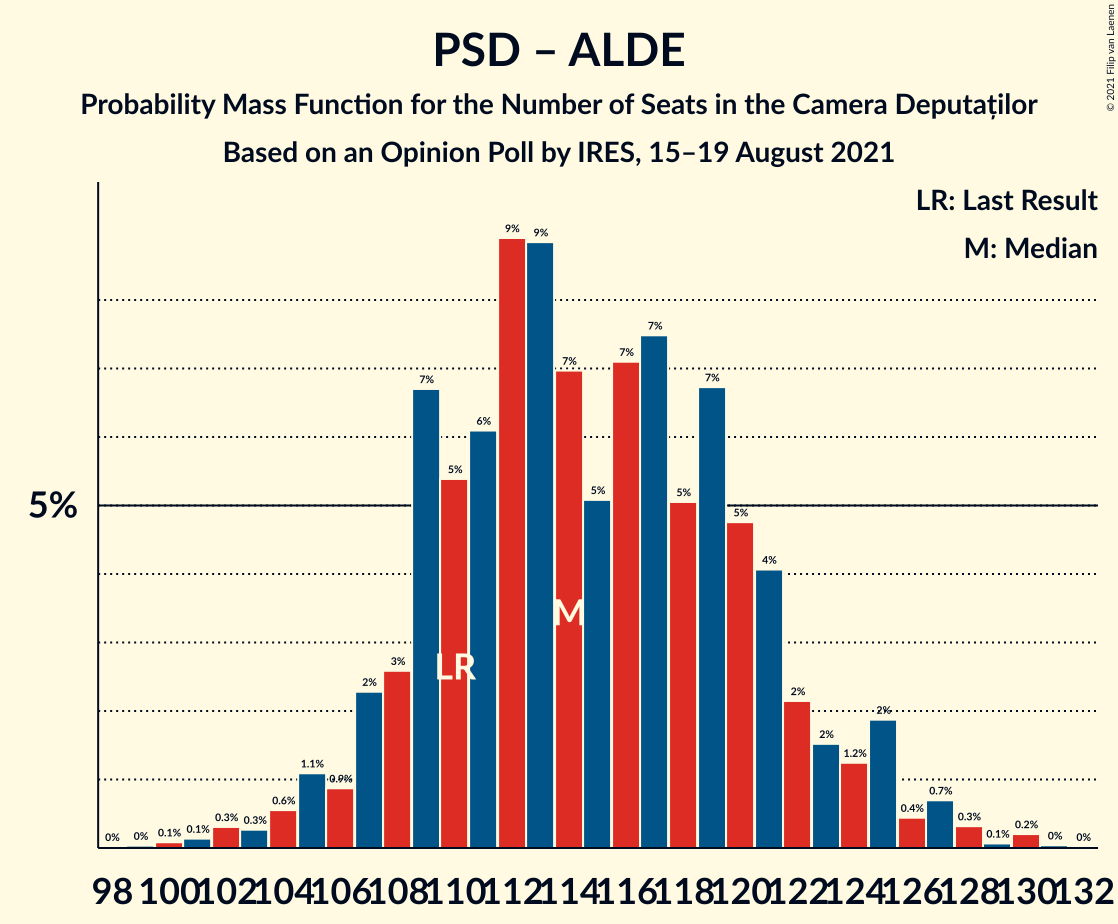 PSD – ALDE
Probability Mass Function for the Number of Seats in the Camera Deputaților
Based on an Opinion Poll by IRES, 15–19 August 2021
© 2021 Filip van Laenen
LR: Last Result
M: Median
5%
0% 0% 0.1% 0.1% 0.3% 0.3% 0.6% 1.1% 0.9% 2% 3% 7% 5% 6% 9% 9% 7% 5% 7% 7% 5% 7% 5% 4% 2% 2% 1.2% 2% 0.4% 0.7% 0.3% 0.1% 0.2% 0% 0%
M
LR
98 100 102 104 106 108 110 112 114 116 118 120 122 124 126 128 130 132